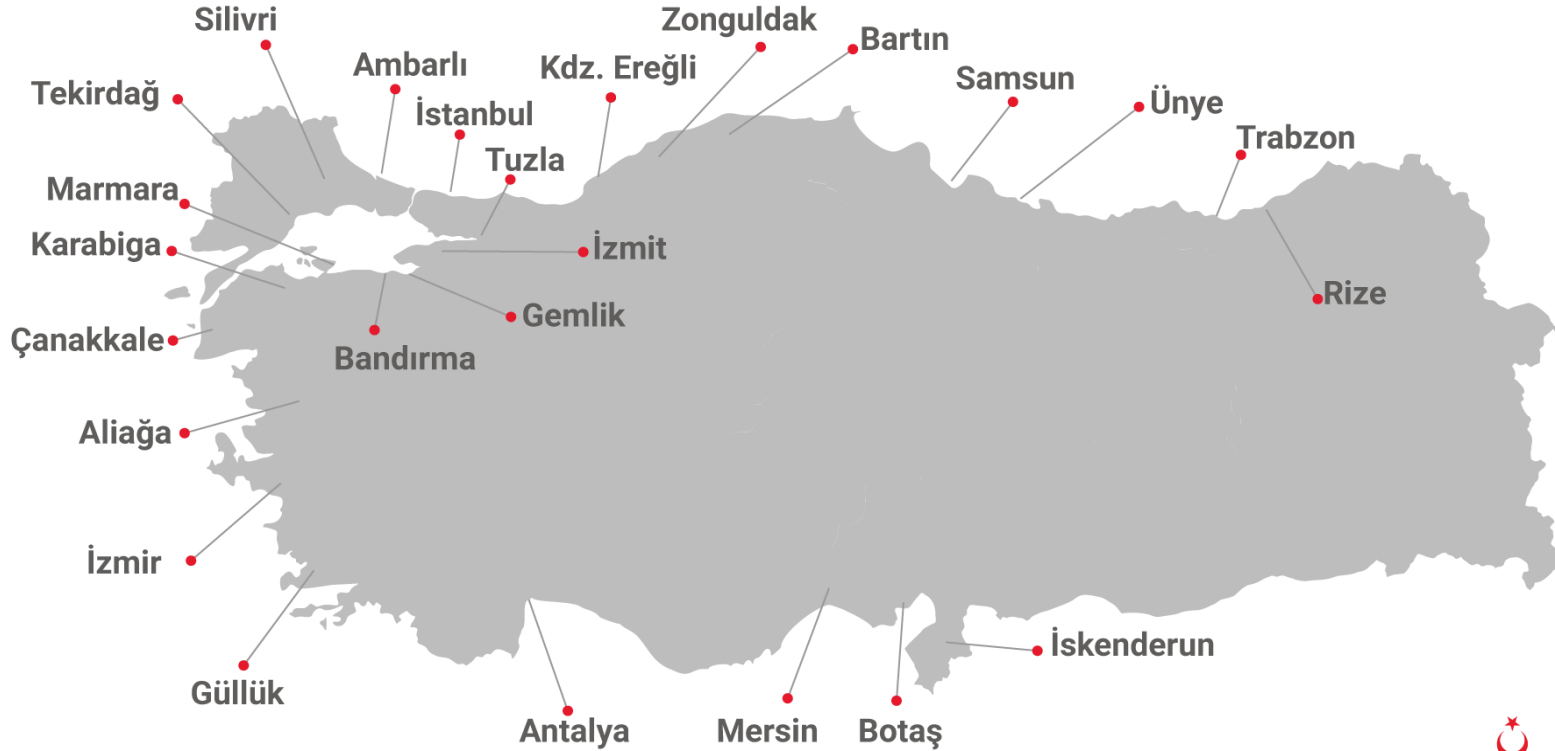 Silivri
Zonguldak
Bartın
Ambarlı
Kdz. Ereğli
Samsun
Tekirdağ
İstanbul
Ünye
Trabzon
Tuzla
Marmara
Karabiga
İzmit
Rize
Gemlik
Çanakkale
Bandırma
Aliağa
İzmir
İskenderun
Güllük
Antalya
Mersin
Botaş